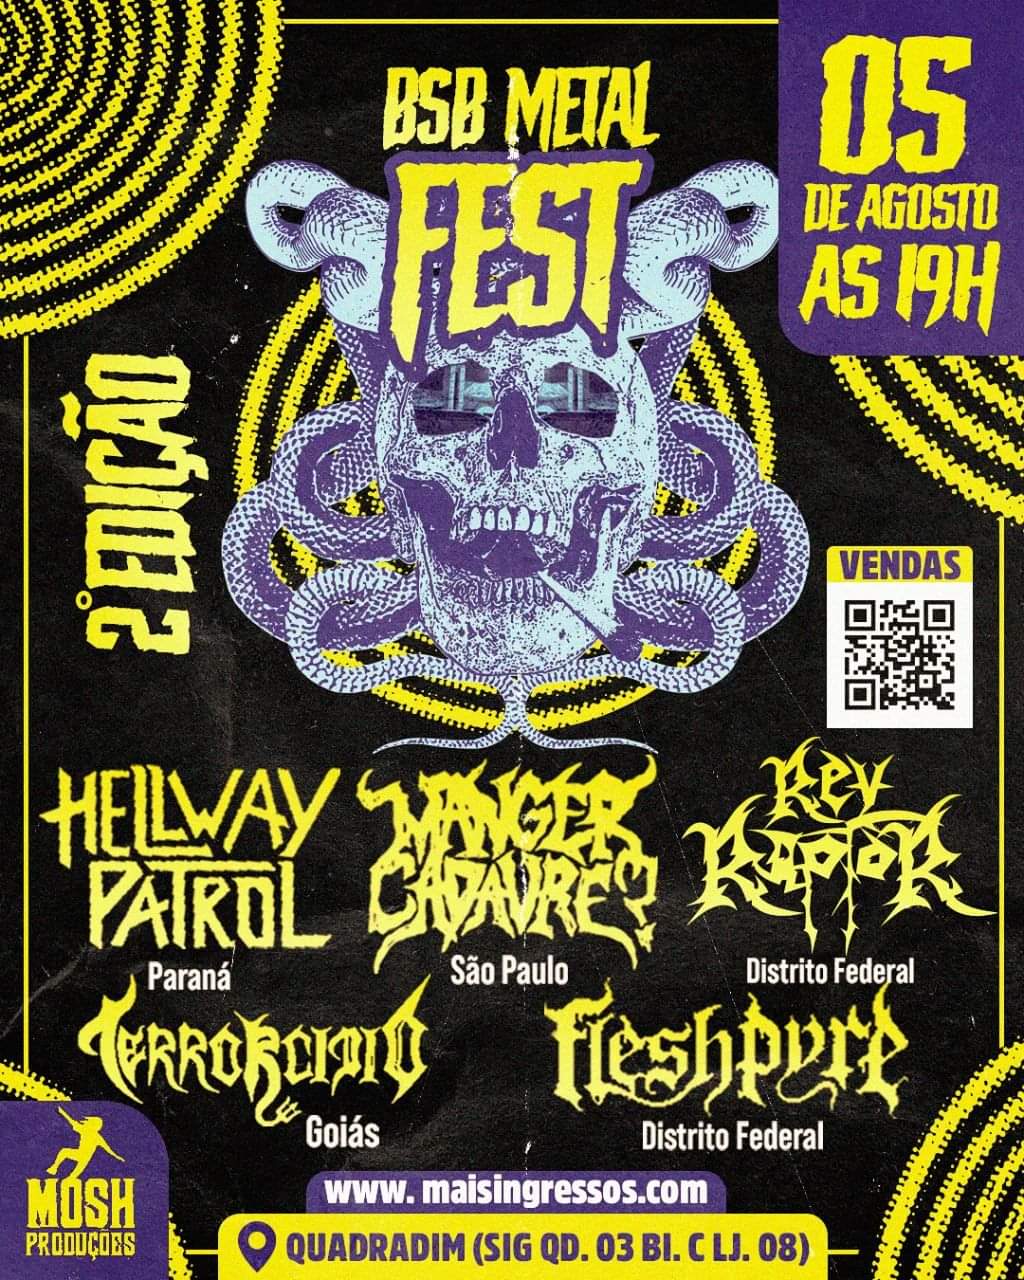 BSB METAL
FEST
05
DE AGOSTO
AS 19H
2º EDIÇÃO
VENDAS
HELLWAY
PATROL
Paraná
MANGER
CADAVRE?
São Paulo
REV
RAPTOR
Distrito Federal
TERRORCIDIO
Goiás
Fleshpyre
Distrito Federal
MOSH
PRODUÇÕES
www. maisingressos.com
QUADRADIM (SIG QD. 03 Bl. C LJ. 08)